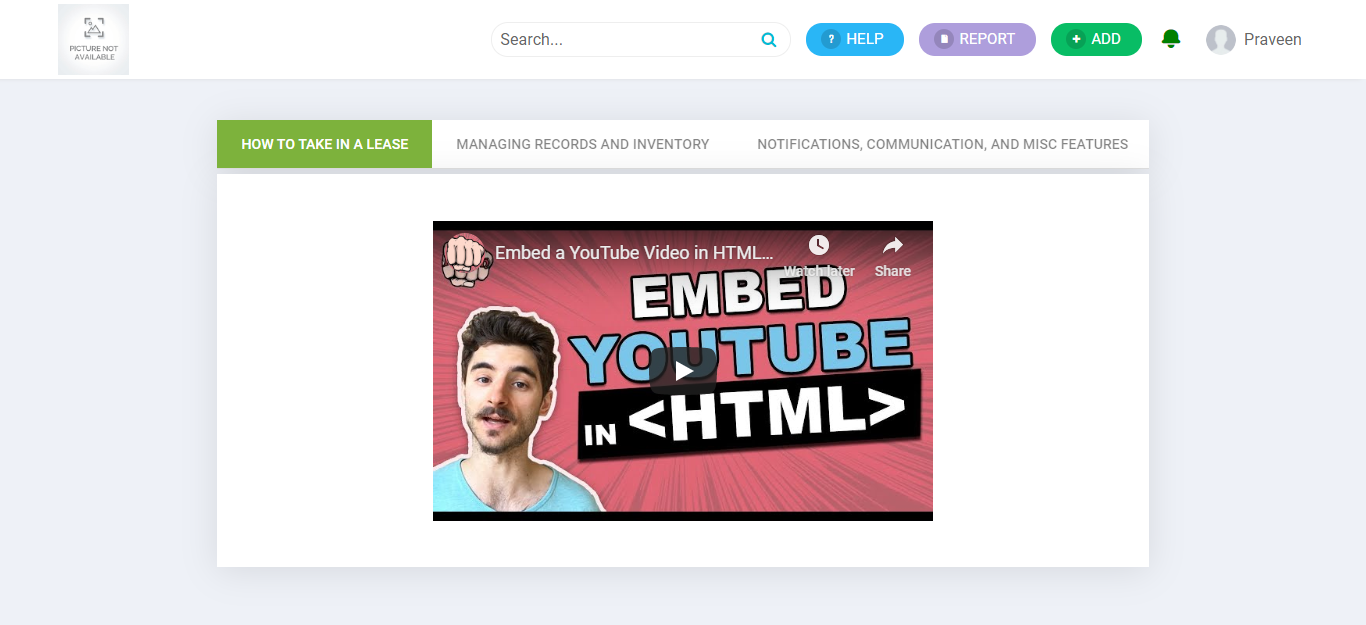 PICTURE NOT
AVAILABLE
Search...
? HELP
REPORT
+ ADD
Praveen
HOW TO TAKE IN A LEASE
MANAGING RECORDS AND INVENTORY
NOTIFICATIONS, COMMUNICATION, AND MISC FEATURES
Embed a YouTube Video in HTML...
Watch later
Share
EMBED
YOUTUBE
IN <HTML>